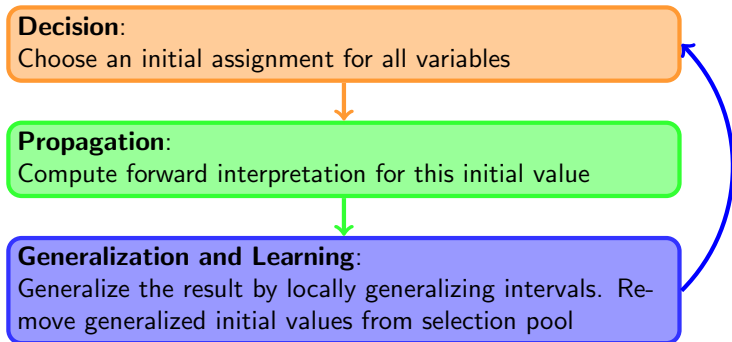 Decision:
Choose an initial assignment for all variables
Propagation:
Compute forward interpretation for this initial value
Generalization and Learning:
Generalize the result by locally generalizing intervals. Re-
move generalized initial values from selection pool